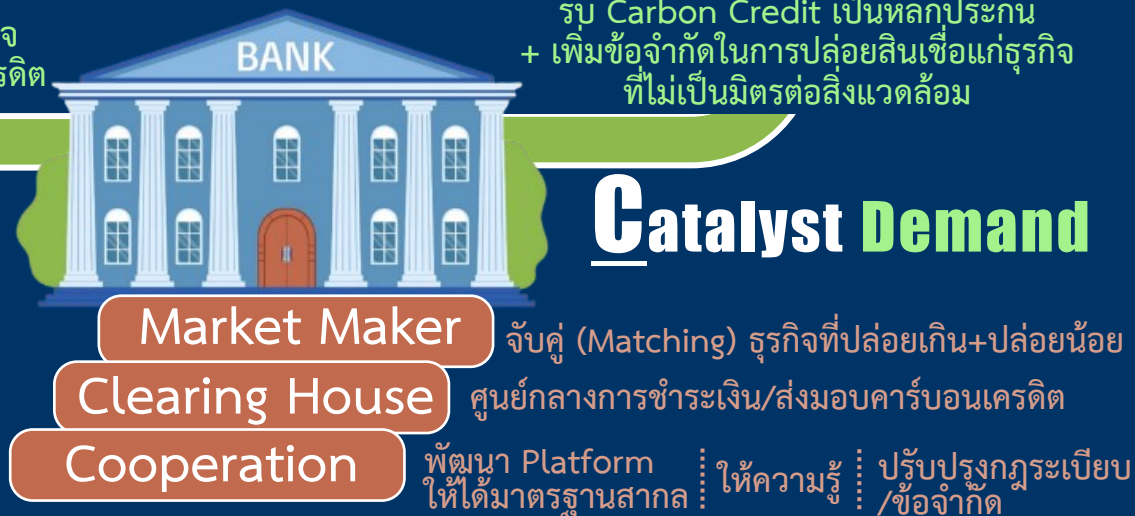 รับ Carbon Credit เป็นหลักประกัน
+ เพิ่มข้อจำกัดในการปล่อยสินเชื่อแก่ธุรกิจ
ที่ไม่เป็นมิตรต่อสิ่งแวดล้อม
BANK
Catalyst Demand
Market Maker
จับคู่ (Matching) ธุรกิจที่ปล่อยเกิน+ปล่อยน้อย
Clearing House
ศูนย์กลางการชำระเงิน/ส่งมอบคาร์บอนเครดิต
Cooperation
พัฒนา Platform
ให้ได้มาตรฐานสากล
ให้ความรู้
ปรับปรุงกฎระเบียบ
/ข้อจำกัด